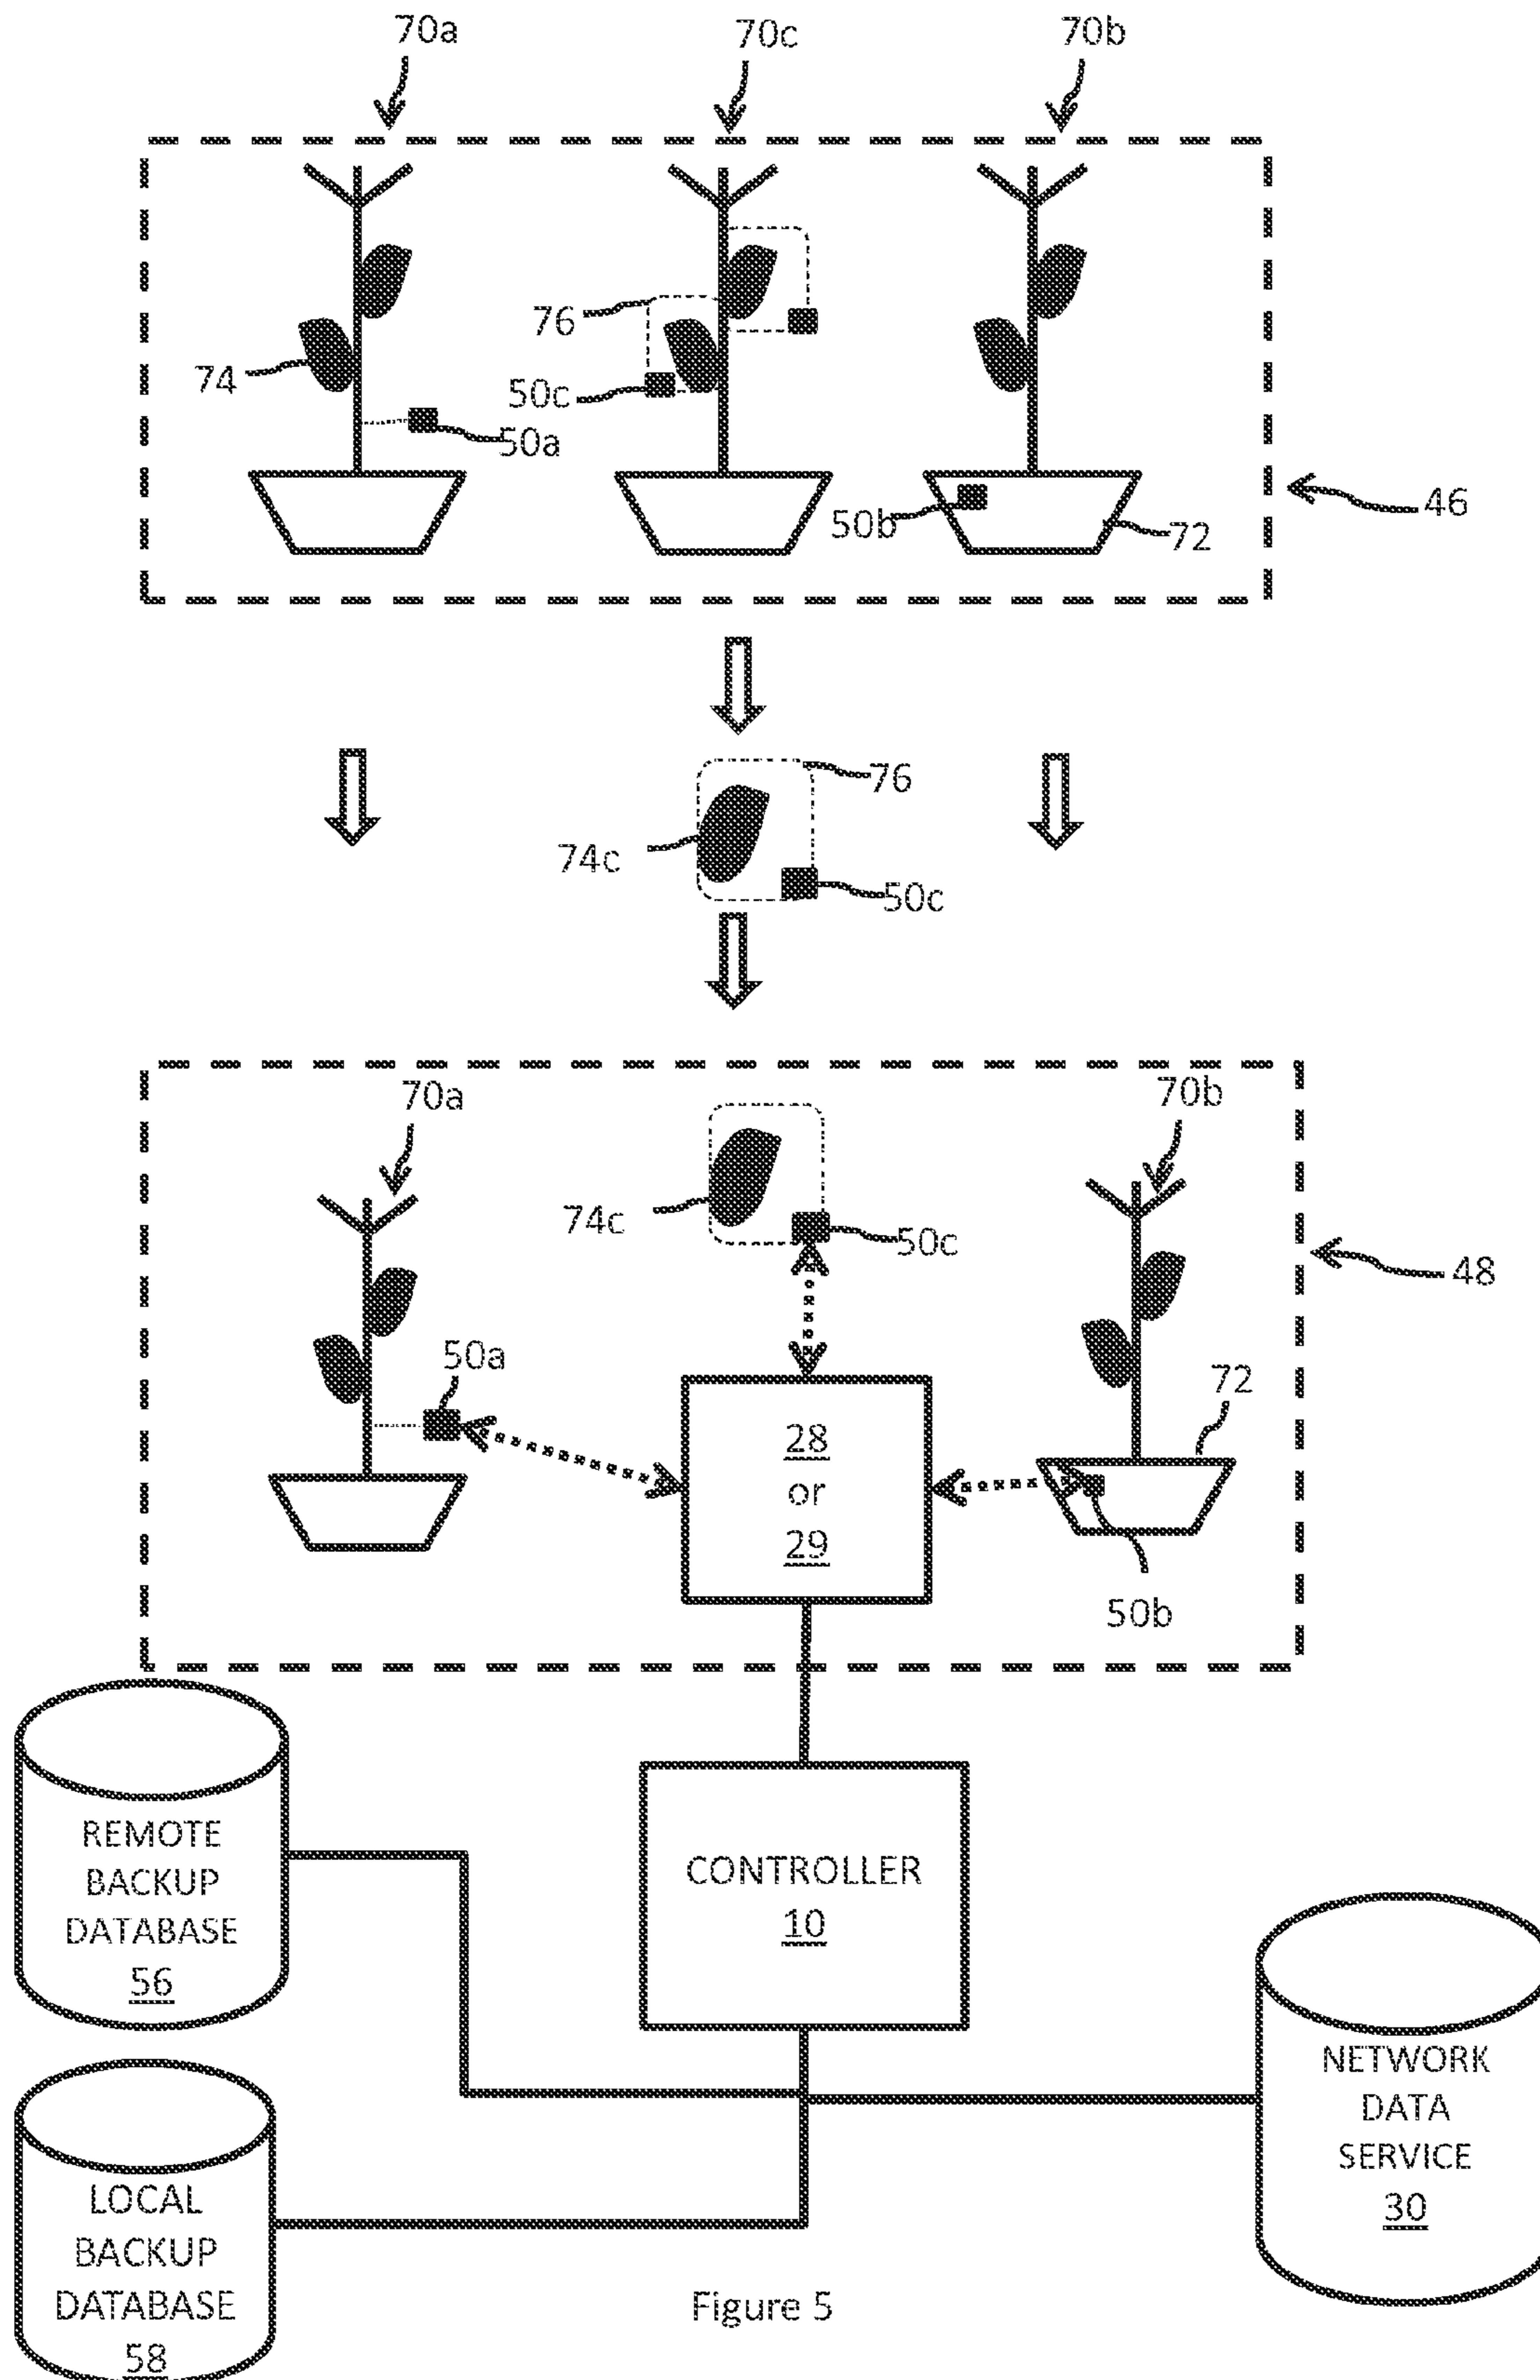 70a
70c
70b
76
74
50c
50a
50b
72
46
76
74c
50c
70a
70b
74c
50c
48
50a
72
28
or
29
50b
REMOTE
BACKUP
DATABASE
56
CONTROLLER
10
NETWORK
DATA
SERVICE
30
LOCAL
BACKUP
DATABASE
58
Figure 5